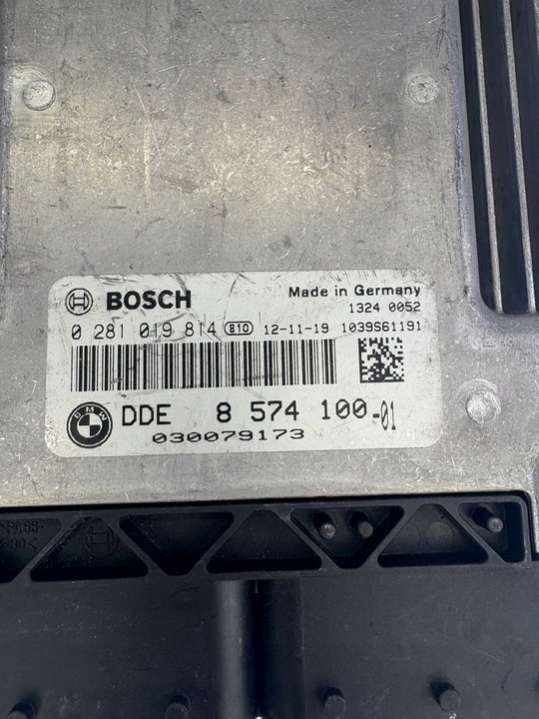 BOSCH
Made in Germany
1324 0052
0 281 019 814 810 12-11-19 1039S61191
BMW
DDE 8 574 100-01
030079173